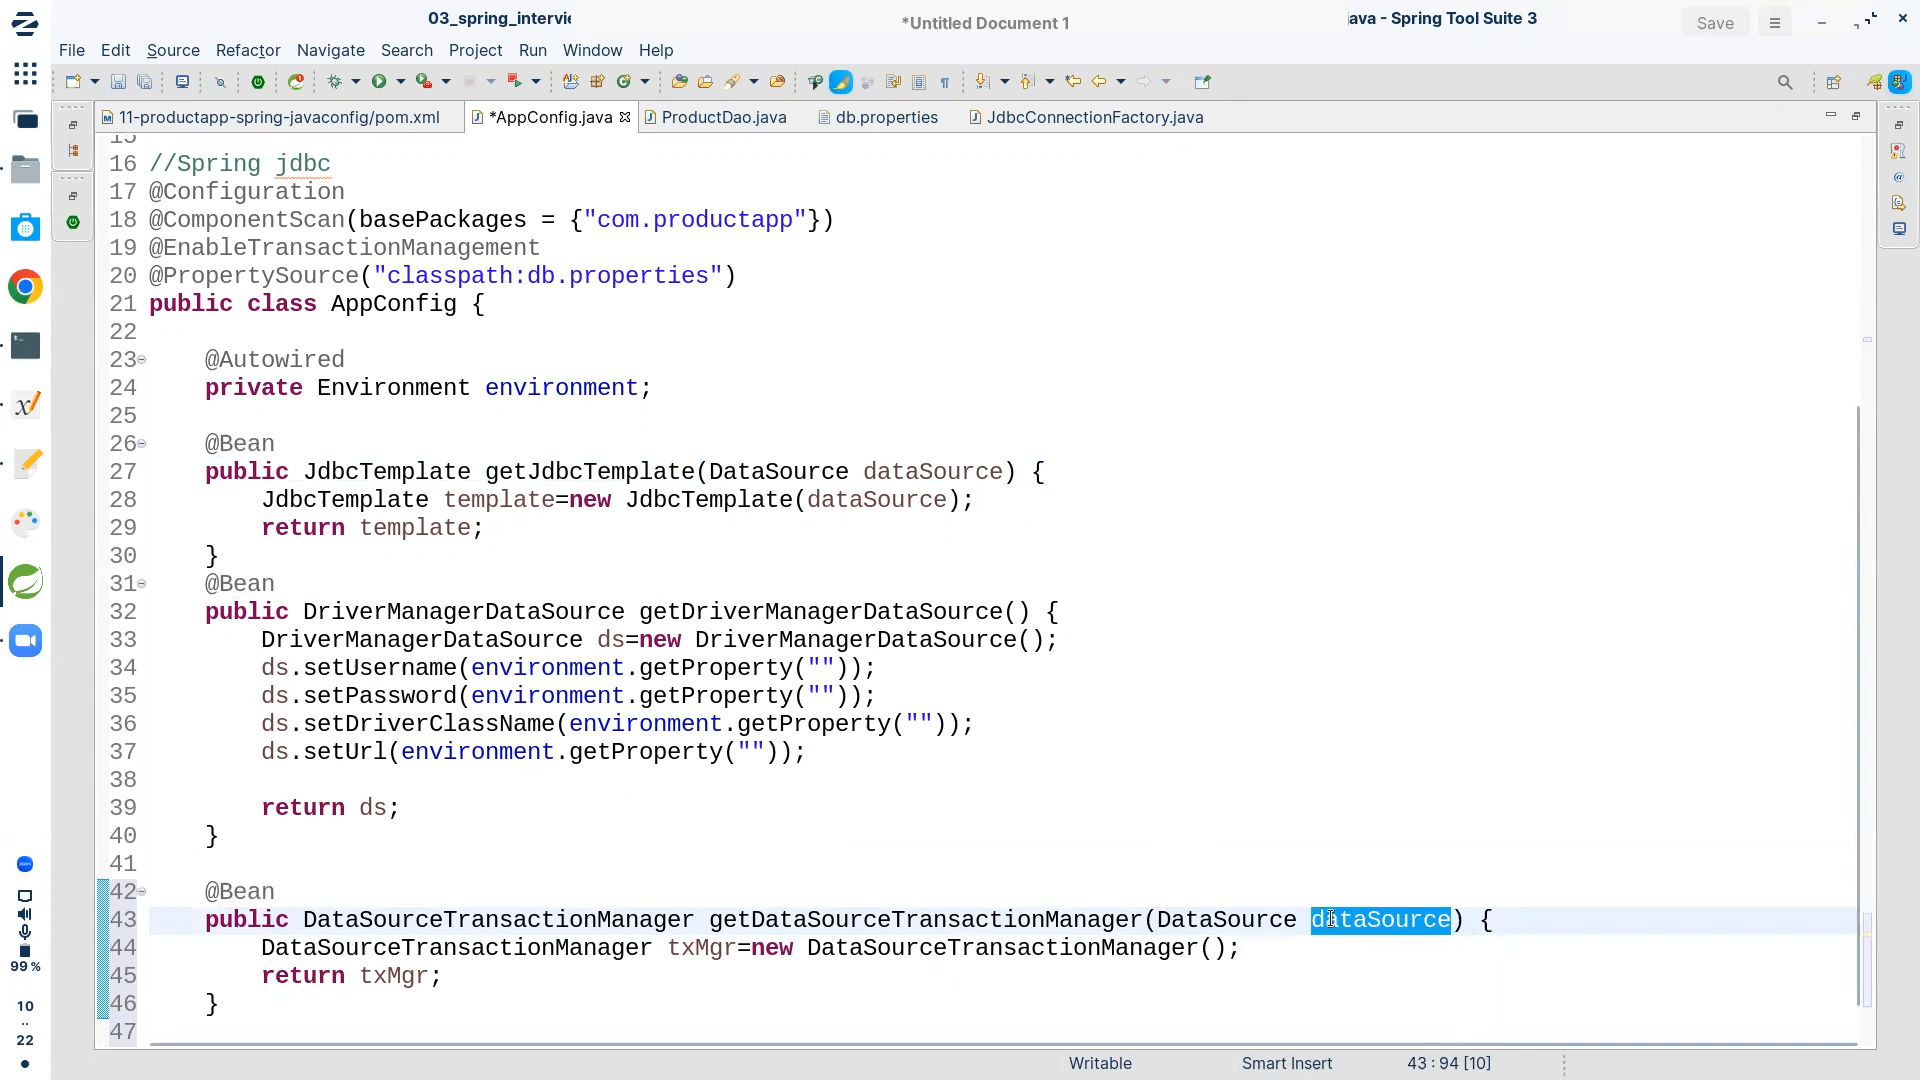 03_spring_intervie
*Untitled Document 1
java - Spring Tool Suite 3
Save
File Edit Source Refactor Navigate Search Project Run Window Help
11-productapp-spring-javaconfig/pom.xml *AppConfig.java ProductDao.java db.properties JdbcConnectionFactory.java
15
16 //Spring jdbc
17 @Configuration
18 @ComponentScan(basePackages = {"com.productapp"})
19 @EnableTransactionManagement
20 @PropertySource("classpath:db.properties")
21 public class AppConfig {
22
23 @Autowired
24 private Environment environment;
25
26 @Bean
27 public JdbcTemplate getJdbcTemplate(DataSource dataSource) {
28 JdbcTemplate template=new JdbcTemplate(dataSource);
29 return template;
30 }
31 @Bean
32 public DriverManagerDataSource getDriverManagerDataSource() {
33 DriverManagerDataSource ds=new DriverManagerDataSource();
34 ds.setUsername(environment.getProperty(""));
35 ds.setPassword(environment.getProperty(""));
36 ds.setDriverClassName(environment.getProperty(""));
37 ds.setUrl(environment.getProperty(""));
38
39 return ds;
40 }
41
42 @Bean
43 public DataSourceTransactionManager getDataSourceTransactionManager(DataSource dataSource) {
44 DataSourceTransactionManager txMgr=new DataSourceTransactionManager();
45 return txMgr;
46 }
47
99 %
10
..
22
Writable Smart Insert 43 : 94 [10]